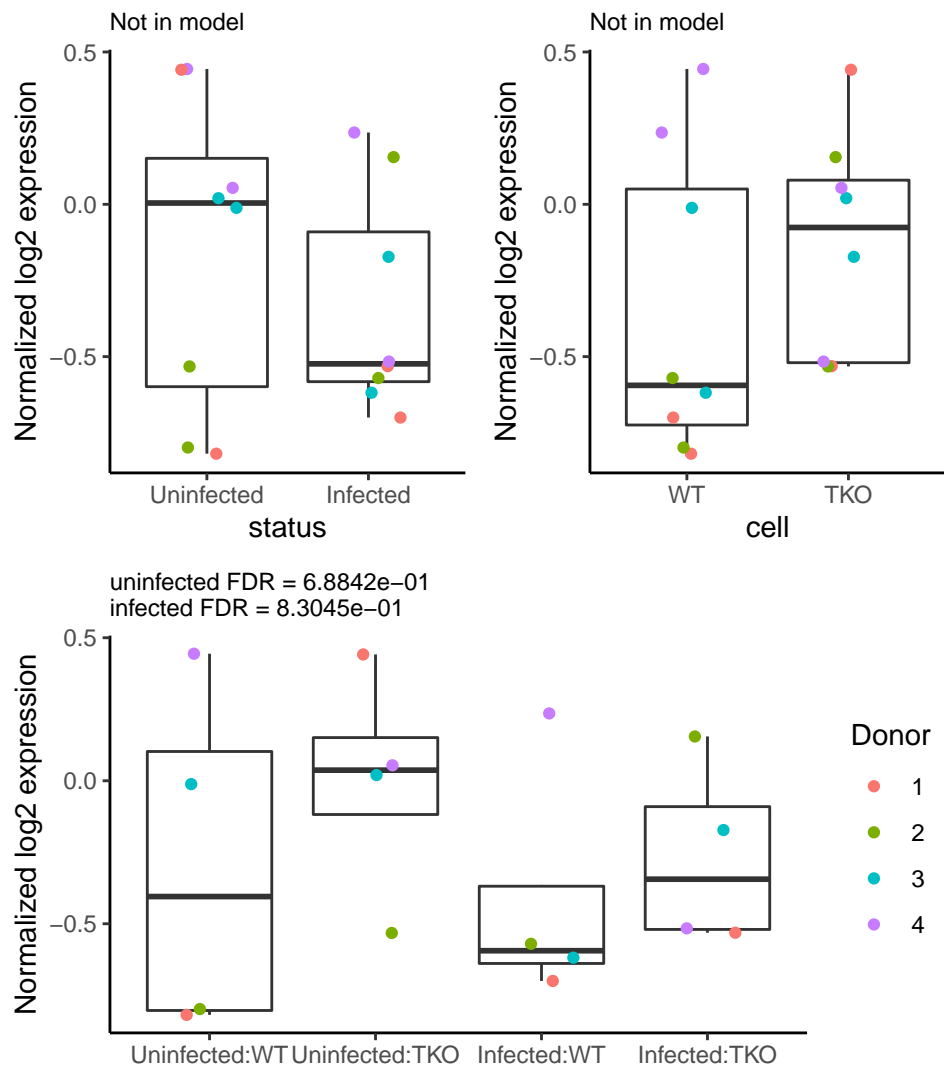 Not in model
Normalized log2 expression
0.5
0.0
−0.5
Uninfected Infected
status
Not in model
Normalized log2 expression
0.5
0.0
−0.5
WT TKO
cell
uninfected FDR = 6.8842e−01
infected FDR = 8.3045e−01
Normalized log2 expression
0.5
0.0
−0.5
Uninfected:WT Uninfected:TKO Infected:WT Infected:TKO
Donor
1
2
3
4